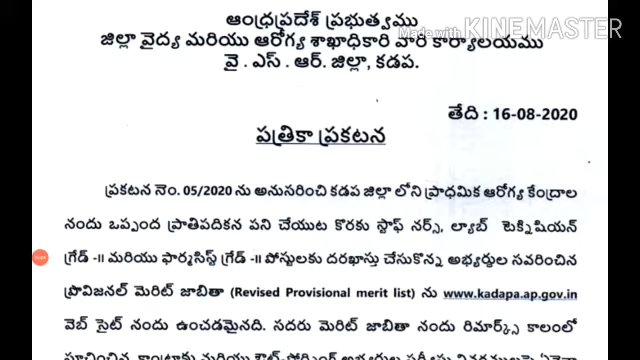 ఆంధ్రప్రదేశ్ ప్రభుత్వము
Made with KINEMASTER
జిల్లా వైద్య మరియు ఆరోగ్య శాఖాధికారి వారి కార్యాలయము
వై . ఎస్ . ఆర్. జిల్లా, కడప.
తేది : 16-08-2020
పత్రికా ప్రకటన
ప్రకటన నెం. 05/2020 ను అనుసరించి కడప జిల్లా లోని ప్రాధమిక ఆరోగ్య కేంద్రాల
నందు ఒప్పంద ప్రాతిపదికన పని చేయుట కొరకు స్టాఫ్ నర్స్, ల్యాబ్ టెక్నిషియన్
గ్రేడ్ -II మరియు ఫార్మసిస్ట్ గ్రేడ్ -II పోస్టులకు దరఖాస్తు చేసుకొన్న అభ్యర్ధుల సవరించిన
ప్రొవిజనల్ మెరిట్ జాబితా (Revised Provisional merit list) ను www.kadapa.ap.gov.in
వెబ్ సైట్ నందు ఉంచడమైనది. సదరు మెరిట్ జాబితా నందు రిమార్క్స్ కాలంలో